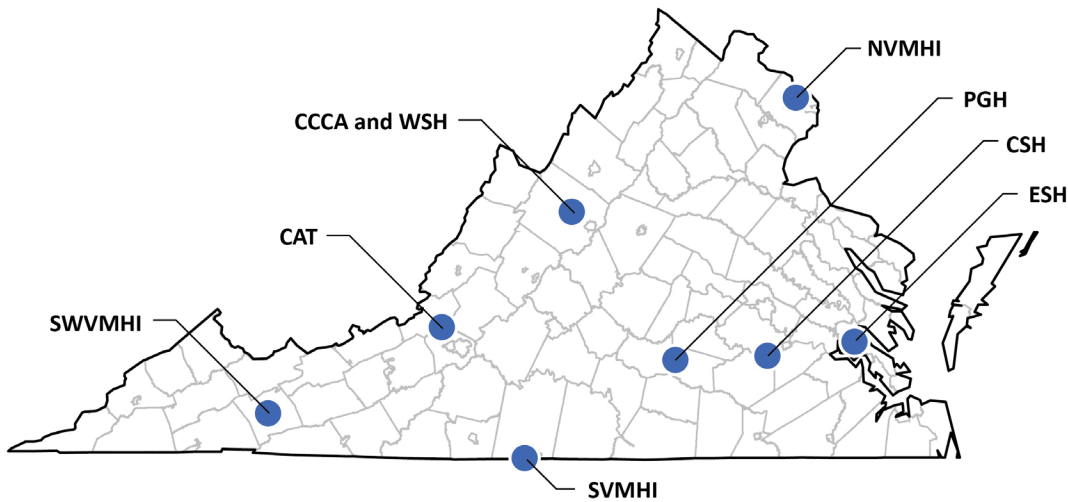 NVMHI
PGH
CCCA and WSH
CSH
ESH
CAT
SWVMHI
SVMHI